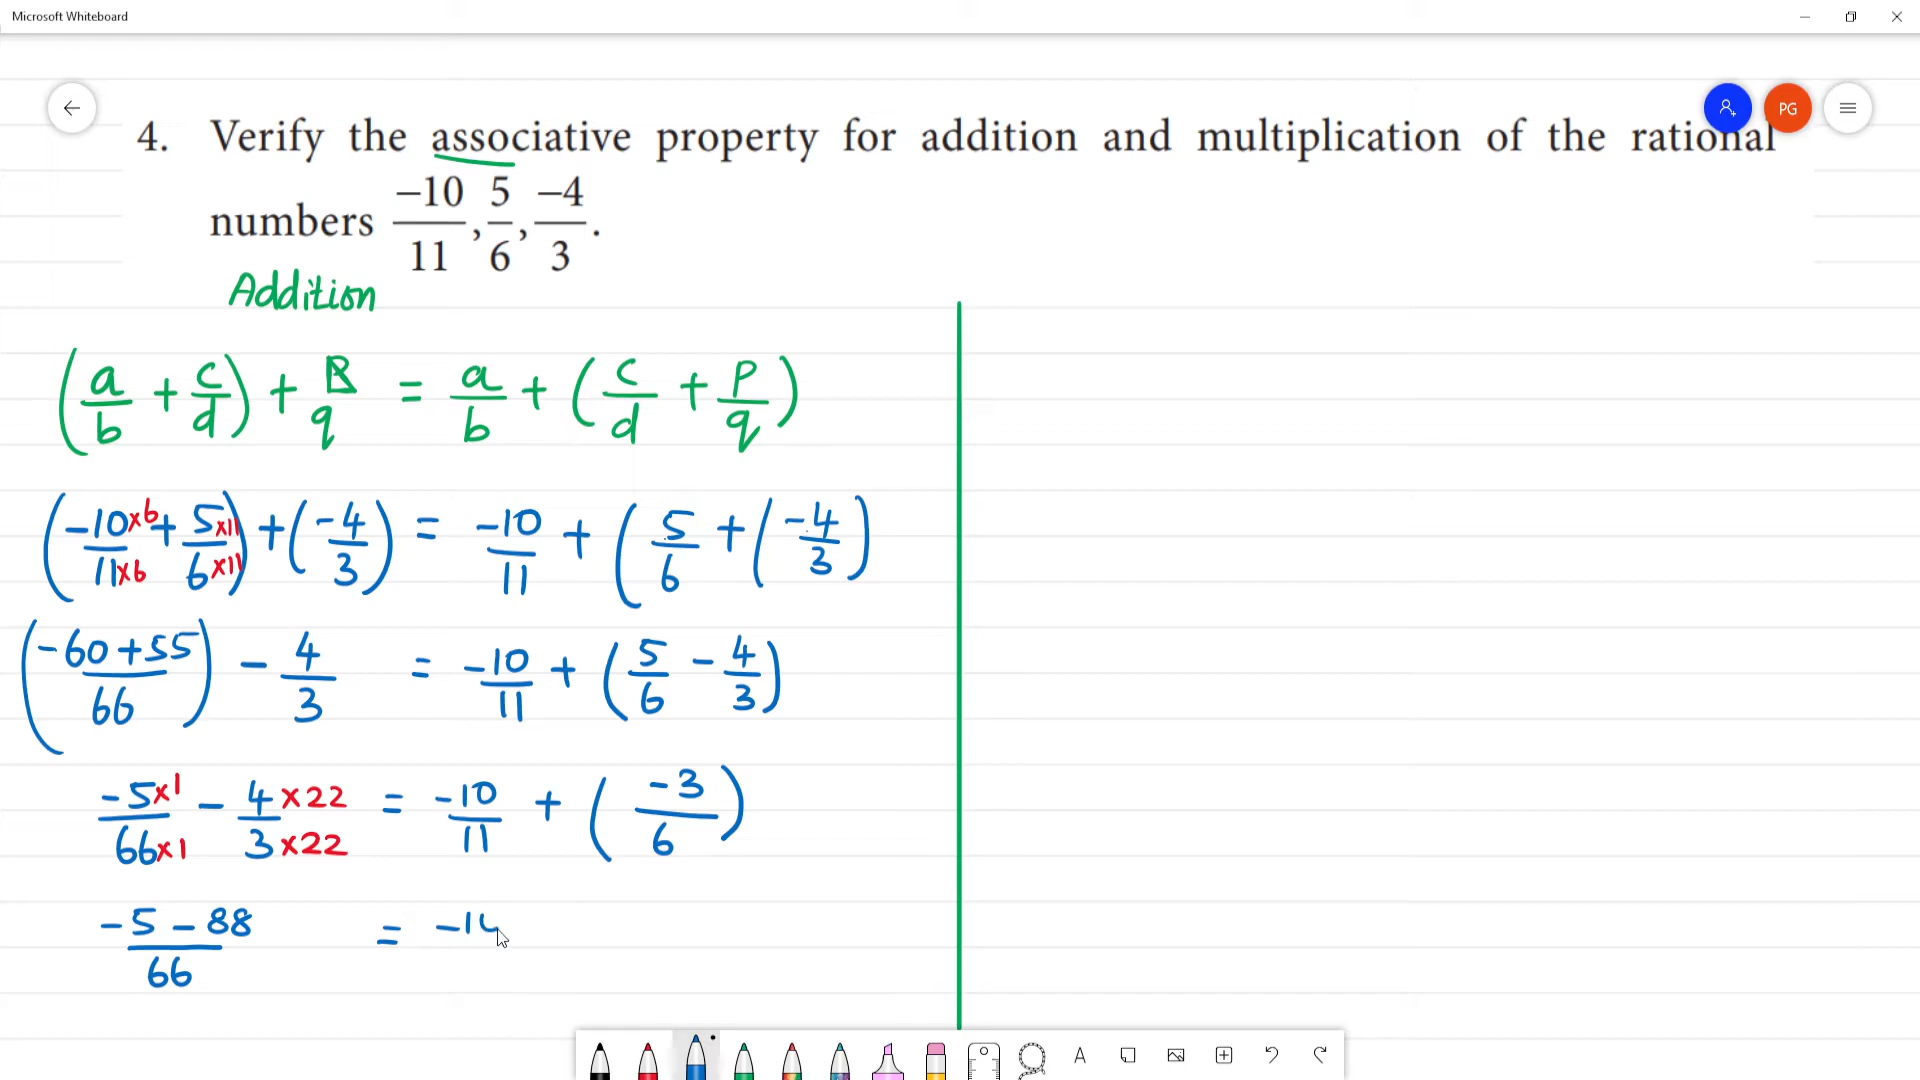 Microsoft Whiteboard
PG
4. Verify the associative property for addition and multiplication of the rational
numbers -10/11, 5/6, -4/3.
Addition
(a/b + c/d) + p/q = a/b + (c/d + p/q)
(-10×6/11×6 + 5×11/6×11) + (-4/3) = -10/11 + (5/6 + (-4/3)
(-60+55/66) - 4/3 = -10/11 + (5/6 - 4/3)
-5×1/66×1 - 4×22/3×22 = -10/11 + (-3/6)
-5-88/66 = -1
A